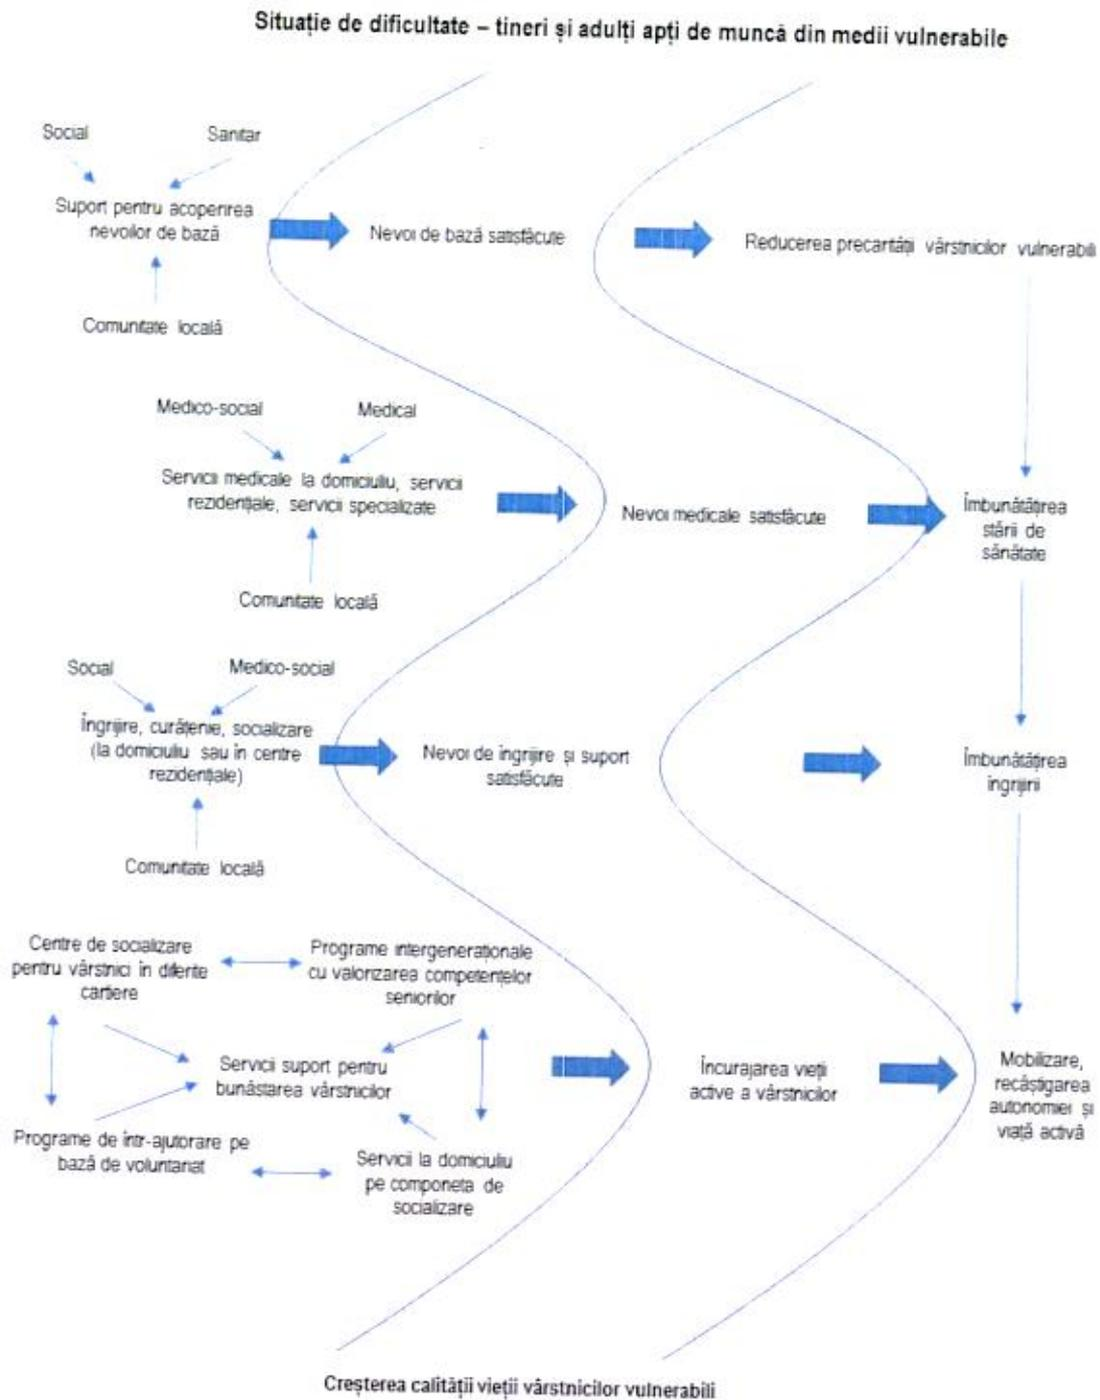 Situație de dificultate – tineri și adulți apți de muncă din medii vulnerabile
Social
Sanitar
Suport pentru acoperirea
nevoilor de bază
Nevoi de bază satisfăcute
Reducerea precarității vârstnicilor vulnerabili
Comunitate locală
Medico-social
Medical
Servicii medicale la domiciuliu, servicii
rezidențiale, servicii specializate
Nevoi medicale satisfăcute
Îmbunătățirea
stării de
sănătate
Comunitate locală
Social
Medico-social
Îngrijire, curățenie, socializare
(la domiciuliu sau în centre
rezidențiale)
Nevoi de îngrijire și suport
satisfăcute
Îmbunătățirea
îngrijirii
Comunitate locală
Centre de socializare
pentru vârstnici în diferite
cartiere
Programe intergeneraționale
cu valorizarea competențelor
seniorilor
Servicii suport pentru
bunăstarea vârstnicilor
Încurajarea vieții
active a vârstnicilor
Mobilizare,
recâștigarea
autonomiei și
viață activă
Programe de într-ajutorare pe
bază de voluntariat
Servicii la domiciuliu
pe componeta de
socializare
Creșterea calității vieții vârstnicilor vulnerabili